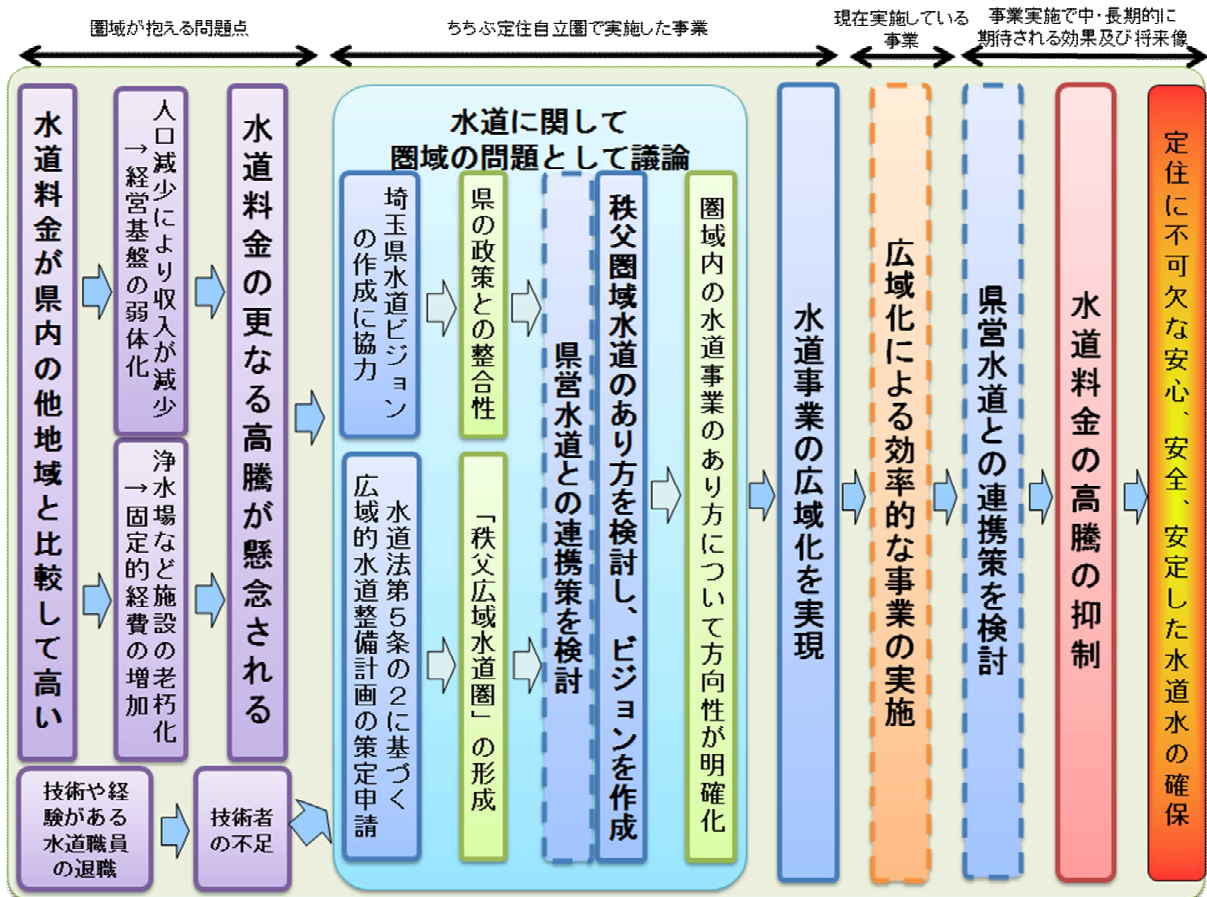 圏域が抱える問題点
ちちぶ定住自立圏で実施した事業
現在実施している
事業
事業実施で中・長期的に
期待される効果及び将来像
水道料金が県内の他地域と比較して高い
人口減少により収入が減少
→経営基盤の弱体化
浄水場など施設の老朽化
→固定的経費の増加
水道料金の更なる高騰が懸念される
技術や経
験がある
水道職員
の退職
技術者
の不足
水道に関して
圏域の問題として議論
埼玉県水道ビジョン
の作成に協力
水道法第5条の2に基づく
広域的水道整備計画の策定申請
県の政策との整合性
「秩父広域水道圏」の形成
県営水道との連携策を検討
秩父圏域水道のあり方を検討し、ビジョンを作成
圏域内の水道事業のあり方について方向性が明確化
水道事業の広域化を実現
広域化による効率的な事業の実施
県営水道との連携策を検討
水道料金の高騰の抑制
定住に不可欠な安心、安全、安定した水道水の確保